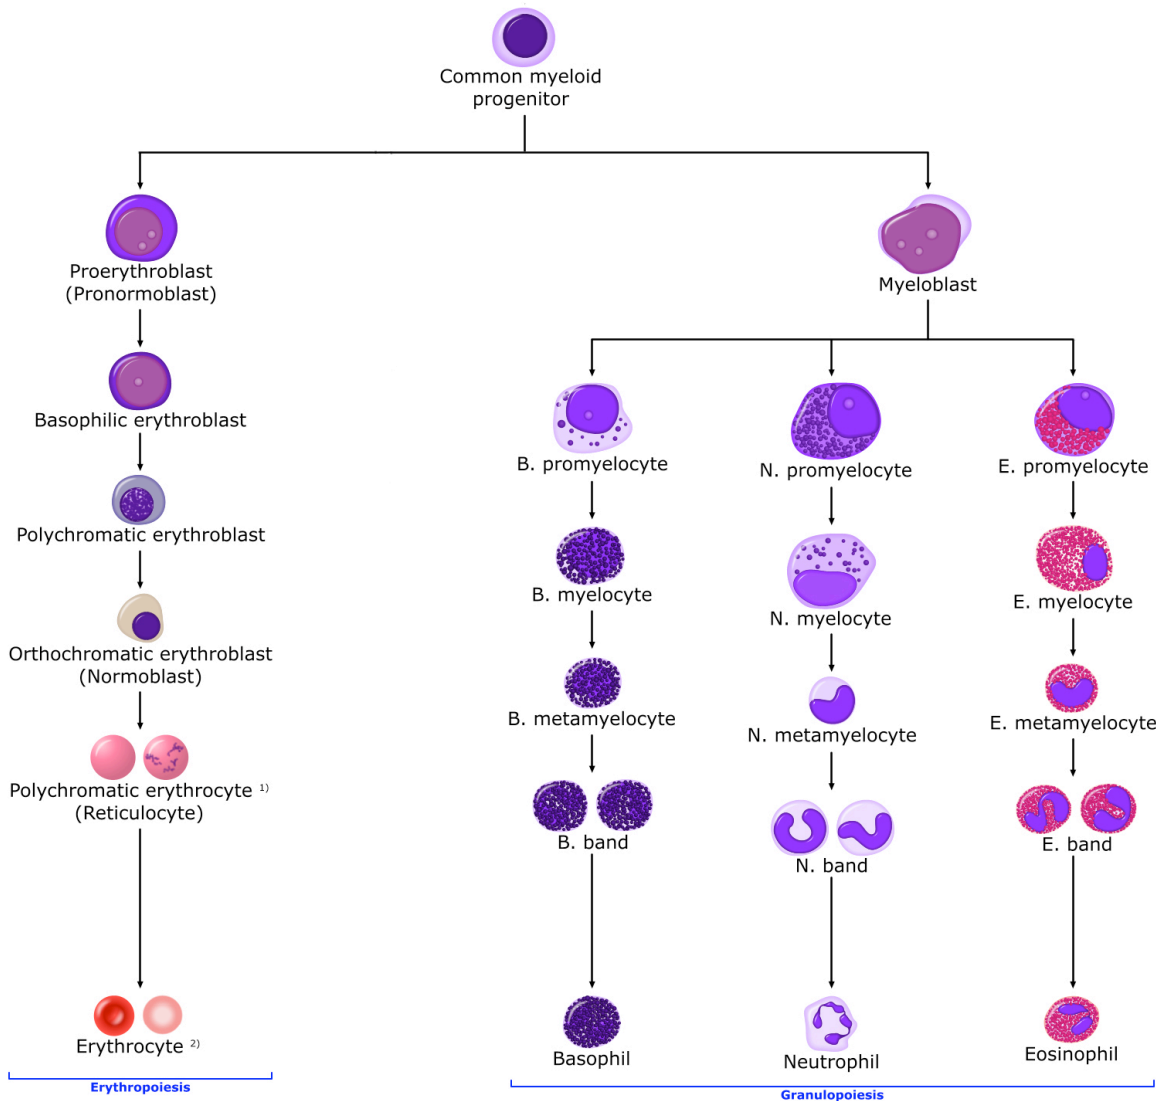 Common myeloid
progenitor
Proerythroblast
(Pronormoblast)
Myeloblast
Basophilic erythroblast
B. promyelocyte
N. promyelocyte
E. promyelocyte
Polychromatic erythroblast
B. myelocyte
N. myelocyte
E. myelocyte
Orthochromatic erythroblast
(Normoblast)
B. metamyelocyte
N. metamyelocyte
E. metamyelocyte
Polychromatic erythrocyte 1)
(Reticulocyte)
B. band
N. band
E. band
Erythrocyte 2)
Basophil
Neutrophil
Eosinophil
Erythropoiesis
Granulopoiesis